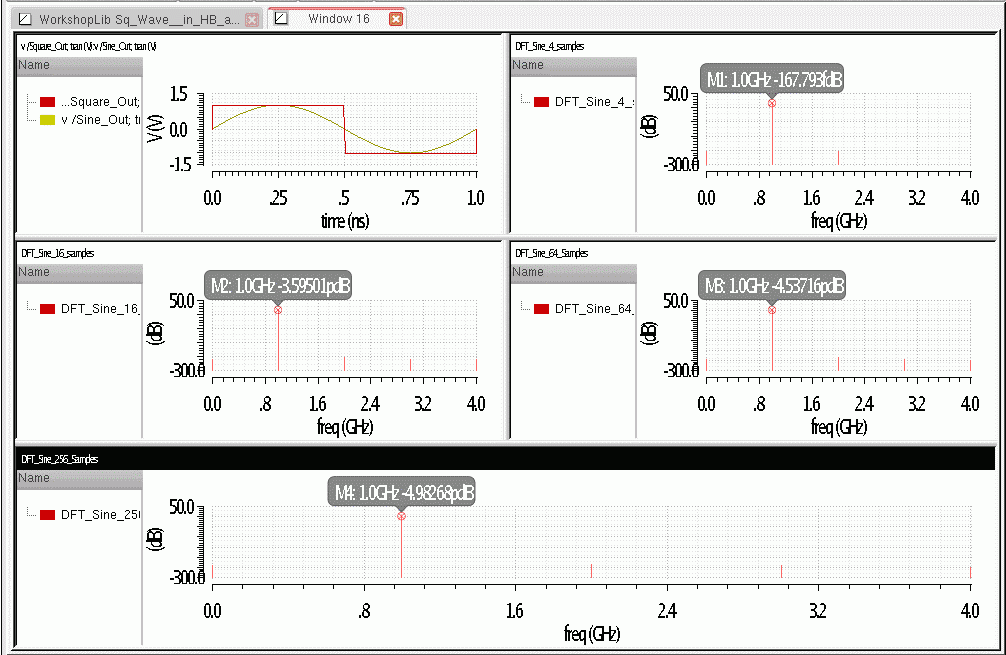 WorkshopLib Sq_Wave__in_HB_a... Window 16
v /Square_Out; tran (V):v /Sine_Out; tran (V)
Name
...Square_Out;
v /Sine_Out; tr
V (V)
1.5
0.0
-1.5
0.0 .25 .5 .75 1.0
time (ns)
DFT_Sine_4_samples
Name
DFT_Sine_4_
M1: 1.0GHz -167.793fdB
(dB)
50.0
-300.0
0.0 .8 1.6 2.4 3.2 4.0
freq (GHz)
DFT_Sine_16_samples
Name
DFT_Sine_16_
M2: 1.0GHz -3.59501pdB
(dB)
50.0
-300.0
0.0 .8 1.6 2.4 3.2 4.0
freq (GHz)
DFT_Sine_64_Samples
Name
DFT_Sine_64_
M3: 1.0GHz -4.53716pdB
(dB)
50.0
-300.0
0.0 .8 1.6 2.4 3.2 4.0
freq (GHz)
DFT_Sine_256_Samples
Name
DFT_Sine_25
M4: 1.0GHz -4.98268pdB
(dB)
50.0
-300.0
0.0 .8 1.6 2.4 3.2 4.0
freq (GHz)